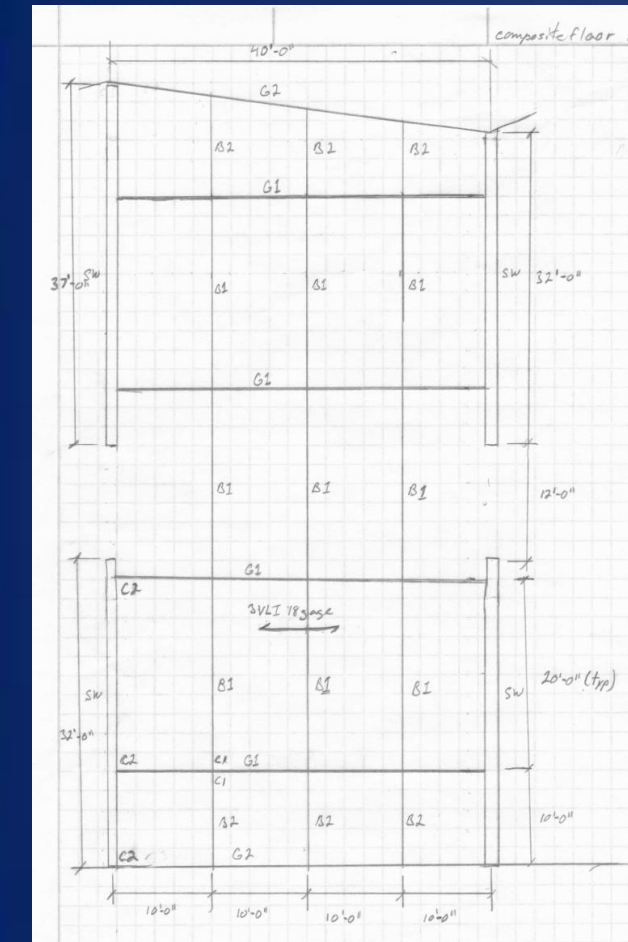 composite floor
40'-0"
G2
B2 B2 B2
G1
37'-0" SW
B1 B1 B1
SW 32'-0"
G1
B1 B1 B1
12'-0"
G1
C2
3VLI 18gage
B1 B1 B1
SW
SW 20'-0" (typ)
32'-0"
C2 G1
C1
B2 B2 B2
10'-0"
C2 G2
10'-0" 10'-0" 10'-0" 10'-0"